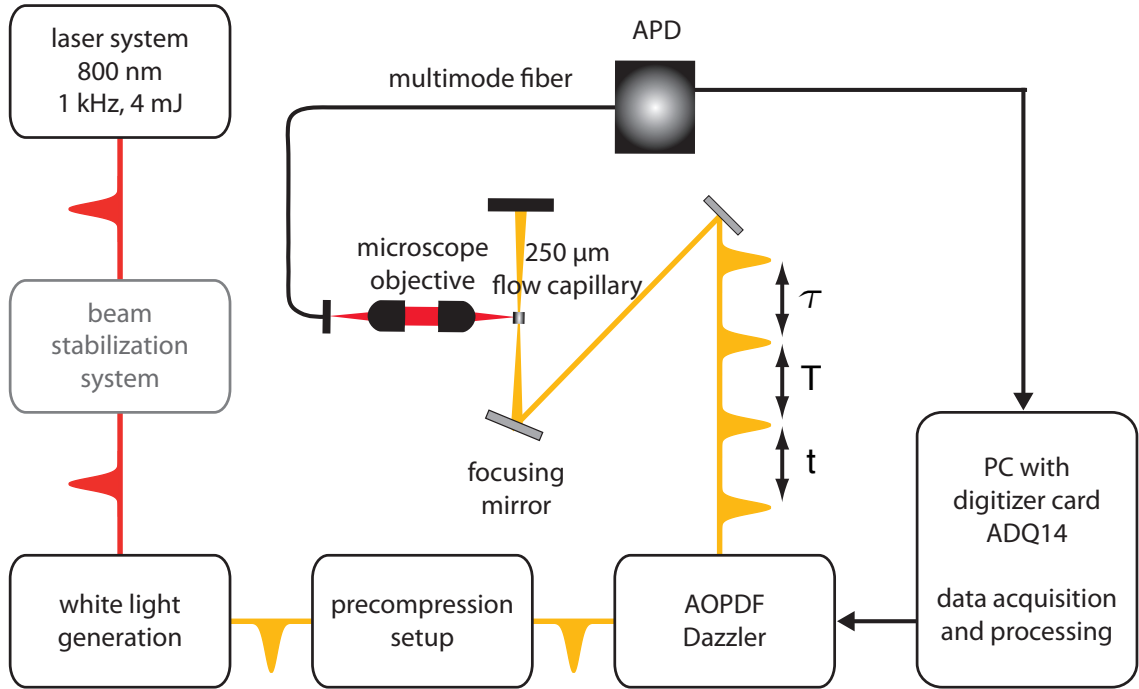 laser system
800 nm
1 kHz, 4 mJ
APD
multimode fiber
microscope
objective
250 µm
flow capillary
τ
T
t
beam
stabilization
system
focusing
mirror
PC with
digitizer card
ADQ14
data acquisition
and processing
white light
generation
precompression
setup
AOPDF
Dazzler